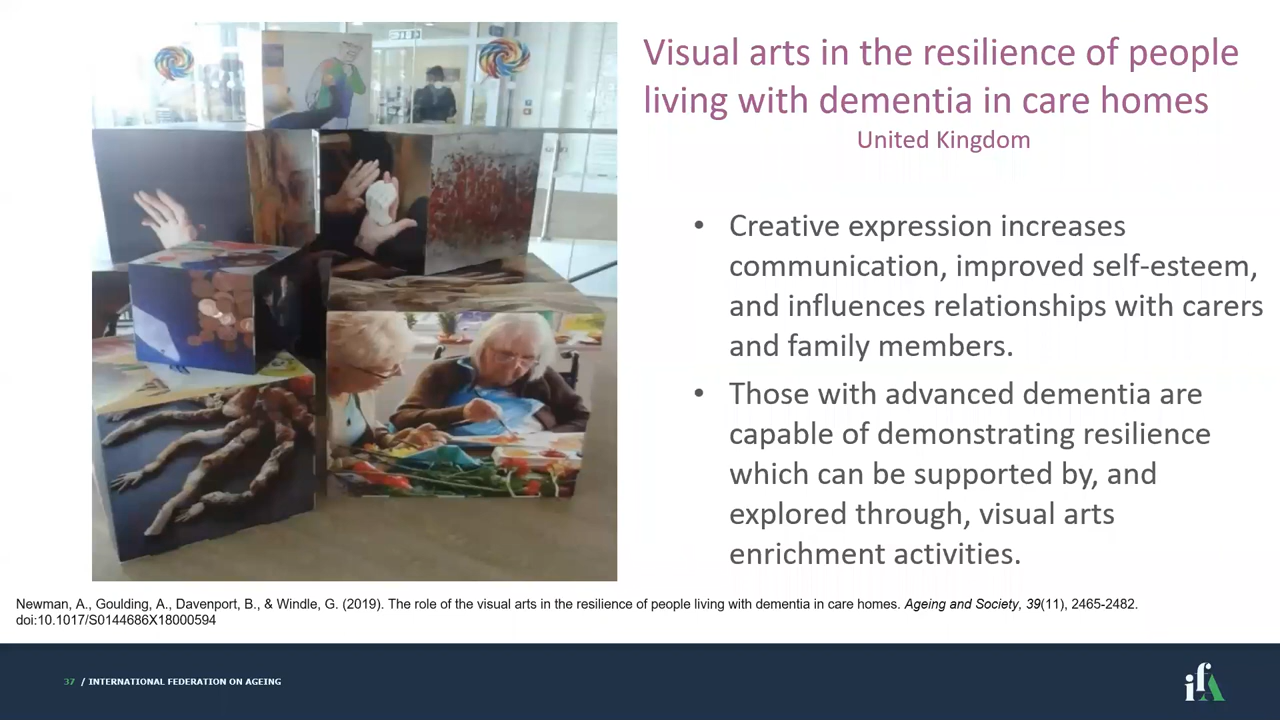 Visual arts in the resilience of people
living with dementia in care homes
United Kingdom
• Creative expression increases
communication, improved self-esteem,
and influences relationships with carers
and family members.
• Those with advanced dementia are
capable of demonstrating resilience
which can be supported by, and
explored through, visual arts
enrichment activities.
Newman, A., Goulding, A., Davenport, B., & Windle, G. (2019). The role of the visual arts in the resilience of people living with dementia in care homes. Ageing and Society, 39(11), 2465-2482.
doi:10.1017/S0144686X18000594
37 / INTERNATIONAL FEDERATION ON AGEING
ifA